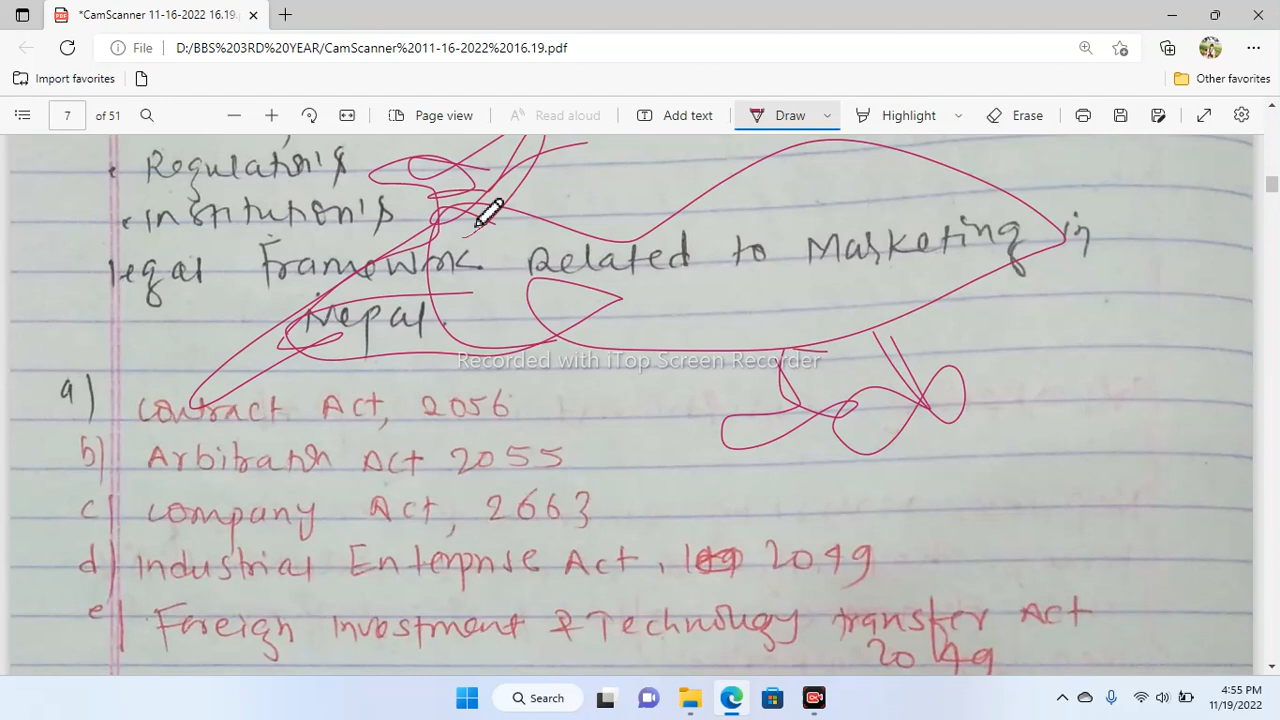 *CamScanner 11-16-2022 16.19.
File D:/BBS%203RD%20YEAR/CamScanner%2011-16-2022%2016.19.pdf
Import favorites
Other favorites
7 of 51
Page view
Read aloud
Add text
Draw
Highlight
Erase
Regulation's
institution's
legal Framework Related to Marketing in
Nepal.
Recorded with iTop Screen Recorder
a) Contract Act, 2056
b) Arbitration Act 2055
c) company Act, 2663
d) Industrial Enterprise Act, 2049
e) Foreign Investment & Technology transfer Act
2049
Search
4:55 PM
11/19/2022